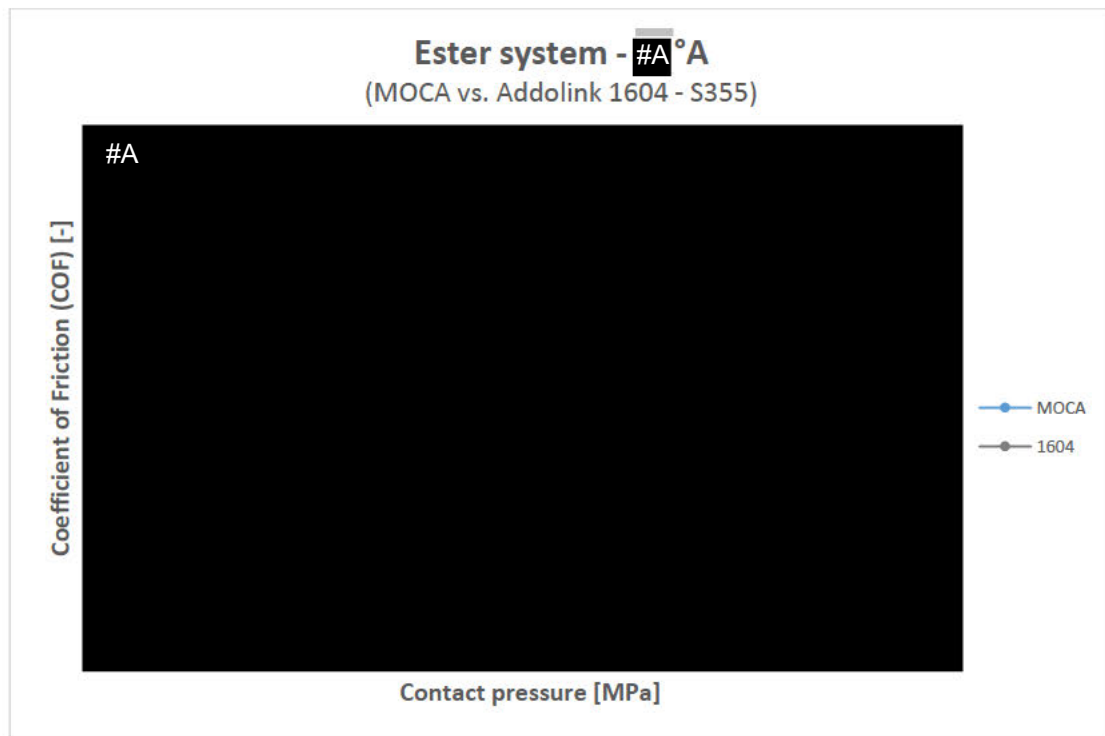 Ester system - #A °A
(MOCA vs. Addolink 1604 - S355)
#A
Coefficient of Friction (COF) [-]
MOCA
1604
Contact pressure [MPa]